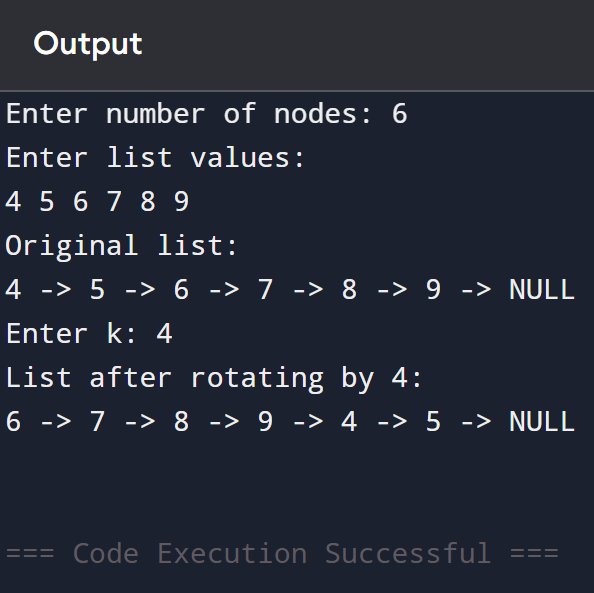 Output
Enter number of nodes: 6
Enter list values:
4 5 6 7 8 9
Original list:
4 -> 5 -> 6 -> 7 -> 8 -> 9 -> NULL
Enter k: 4
List after rotating by 4:
6 -> 7 -> 8 -> 9 -> 4 -> 5 -> NULL
=== Code Execution Successful ===